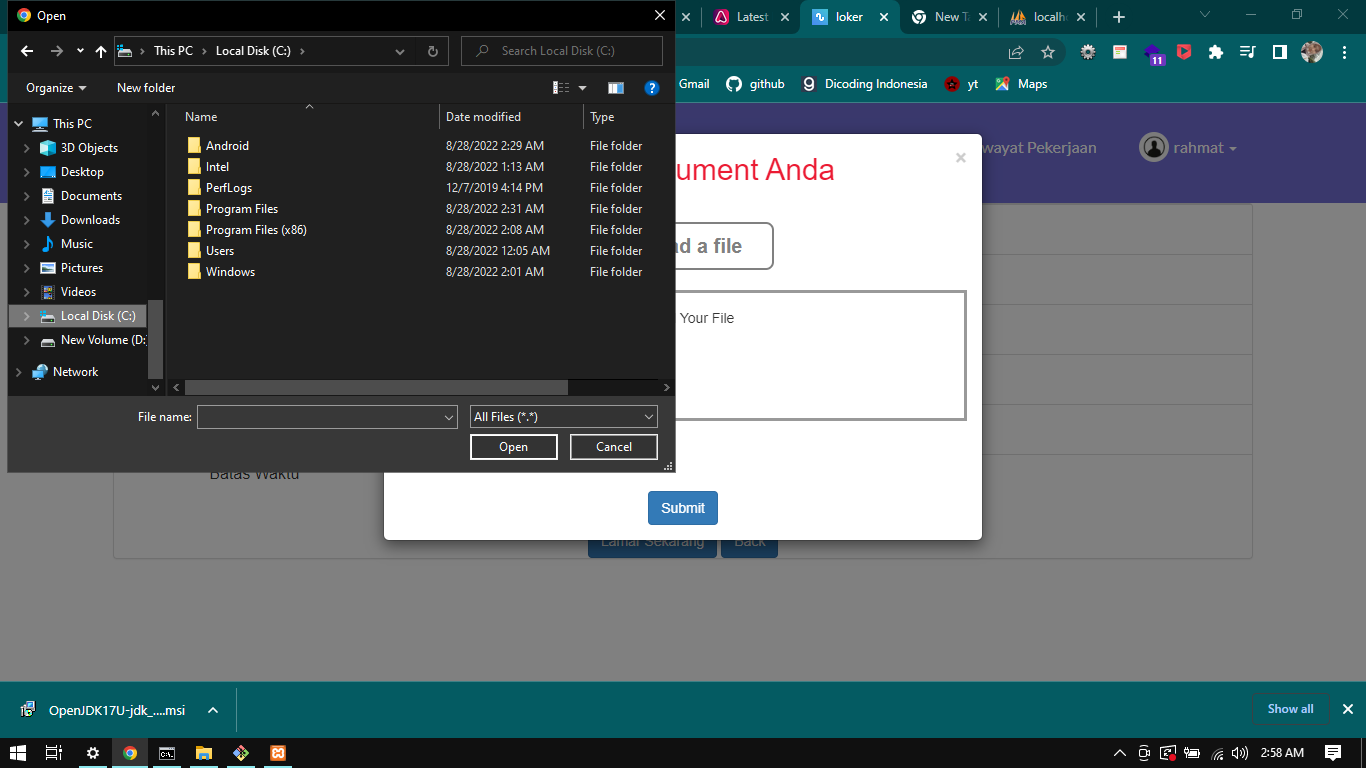 Open
Latest
loker
New Ta
localh
This PC
Local Disk (C:)
Search Local Disk (C:)
11
Organize
New folder
Gmail
github
Dicoding Indonesia
yt
Maps
This PC
3D Objects
Desktop
Documents
Downloads
Music
Pictures
Videos
Local Disk (C:)
New Volume (D:
Network
Name Date modified Type
Android 8/28/2022 2:29 AM File folder
Intel 8/28/2022 1:13 AM File folder
PerfLogs 12/7/2019 4:14 PM File folder
Program Files 8/28/2022 2:31 AM File folder
Program Files (x86) 8/28/2022 2:08 AM File folder
Users 8/28/2022 12:05 AM File folder
Windows 8/28/2022 2:01 AM File folder
File name:
All Files (*.*)
Open
Cancel
wayat Pekerjaan
rahmat
ument Anda
×
d a file
Your File
Batas Waktu
Submit
Lamar Sekarang
Back
OpenJDK17U-jdk_....msi
Show all
2:58 AM